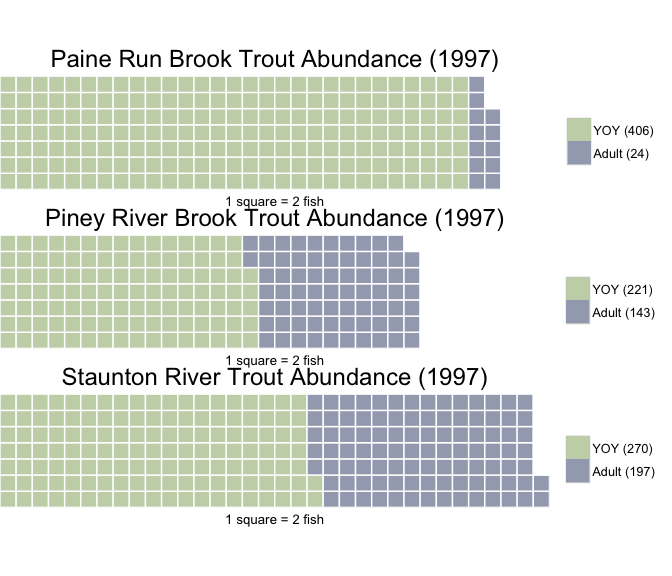 Paine Run Brook Trout Abundance (1997)
YOY (406)
Adult (24)
1 square = 2 fish
Piney River Brook Trout Abundance (1997)
YOY (221)
Adult (143)
1 square = 2 fish
Staunton River Trout Abundance (1997)
YOY (270)
Adult (197)
1 square = 2 fish